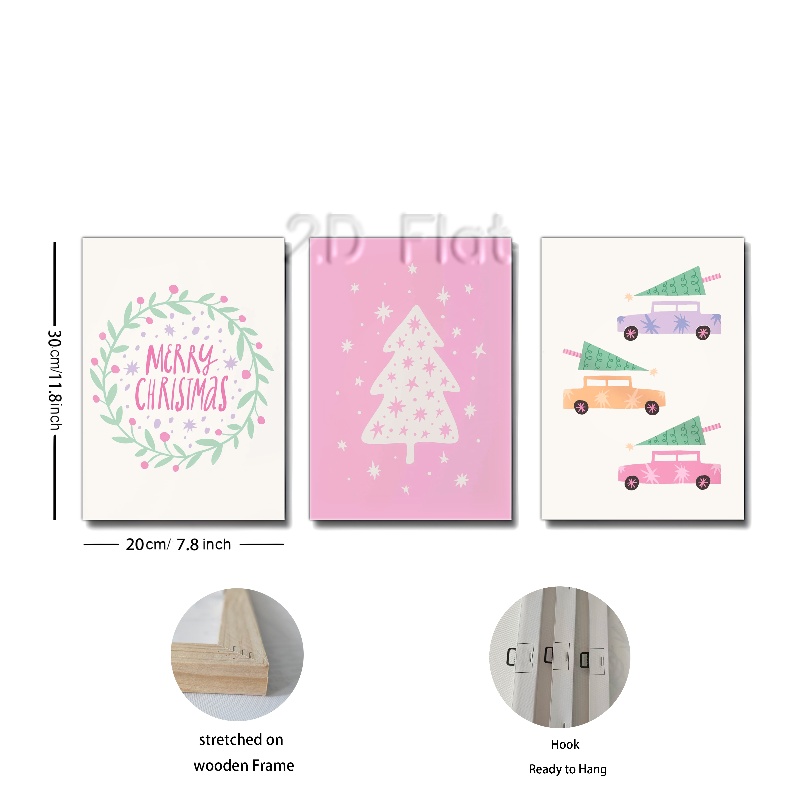 2D Flat
MERRY
CHRISTMAS
30cm/11.8inch
20cm/ 7.8 inch
stretched on
wooden Frame
Hook
Ready to Hang